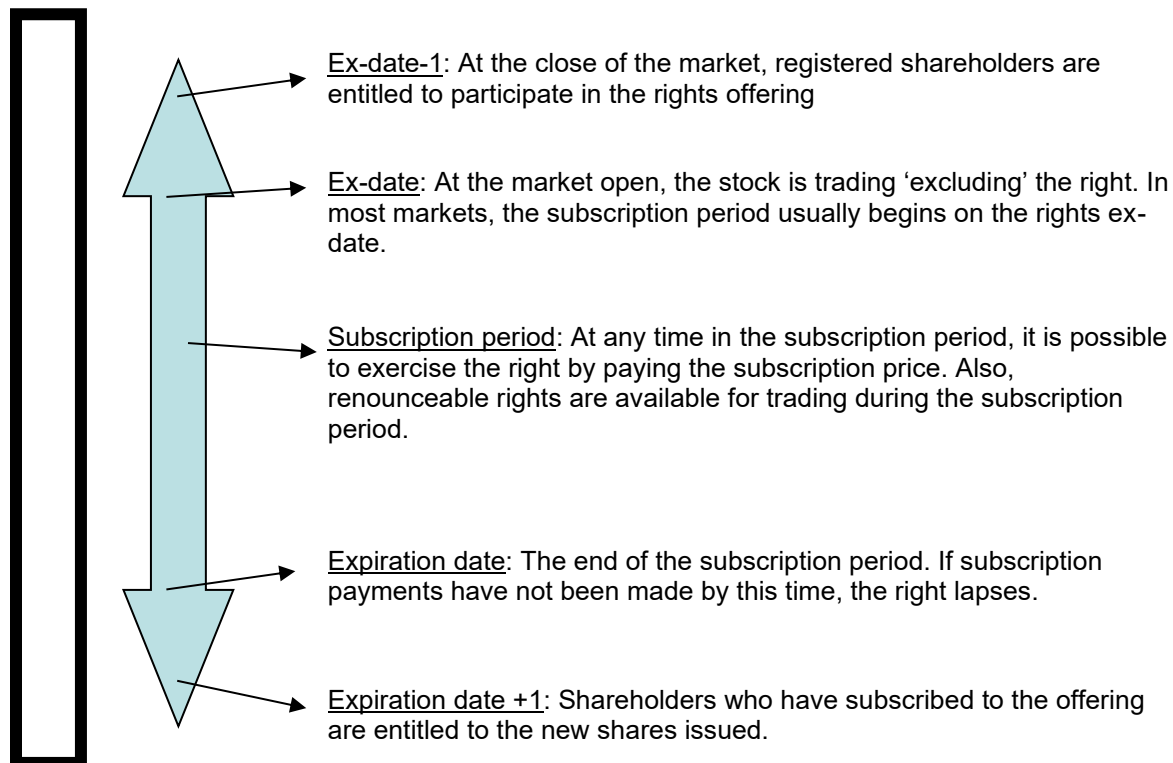 Ex-date-1: At the close of the market, registered shareholders are
entitled to participate in the rights offering
Ex-date: At the market open, the stock is trading ‘excluding’ the right. In
most markets, the subscription period usually begins on the rights ex-
date.
Subscription period: At any time in the subscription period, it is possible
to exercise the right by paying the subscription price. Also,
renounceable rights are available for trading during the subscription
period.
Expiration date: The end of the subscription period. If subscription
payments have not been made by this time, the right lapses.
Expiration date +1: Shareholders who have subscribed to the offering
are entitled to the new shares issued.